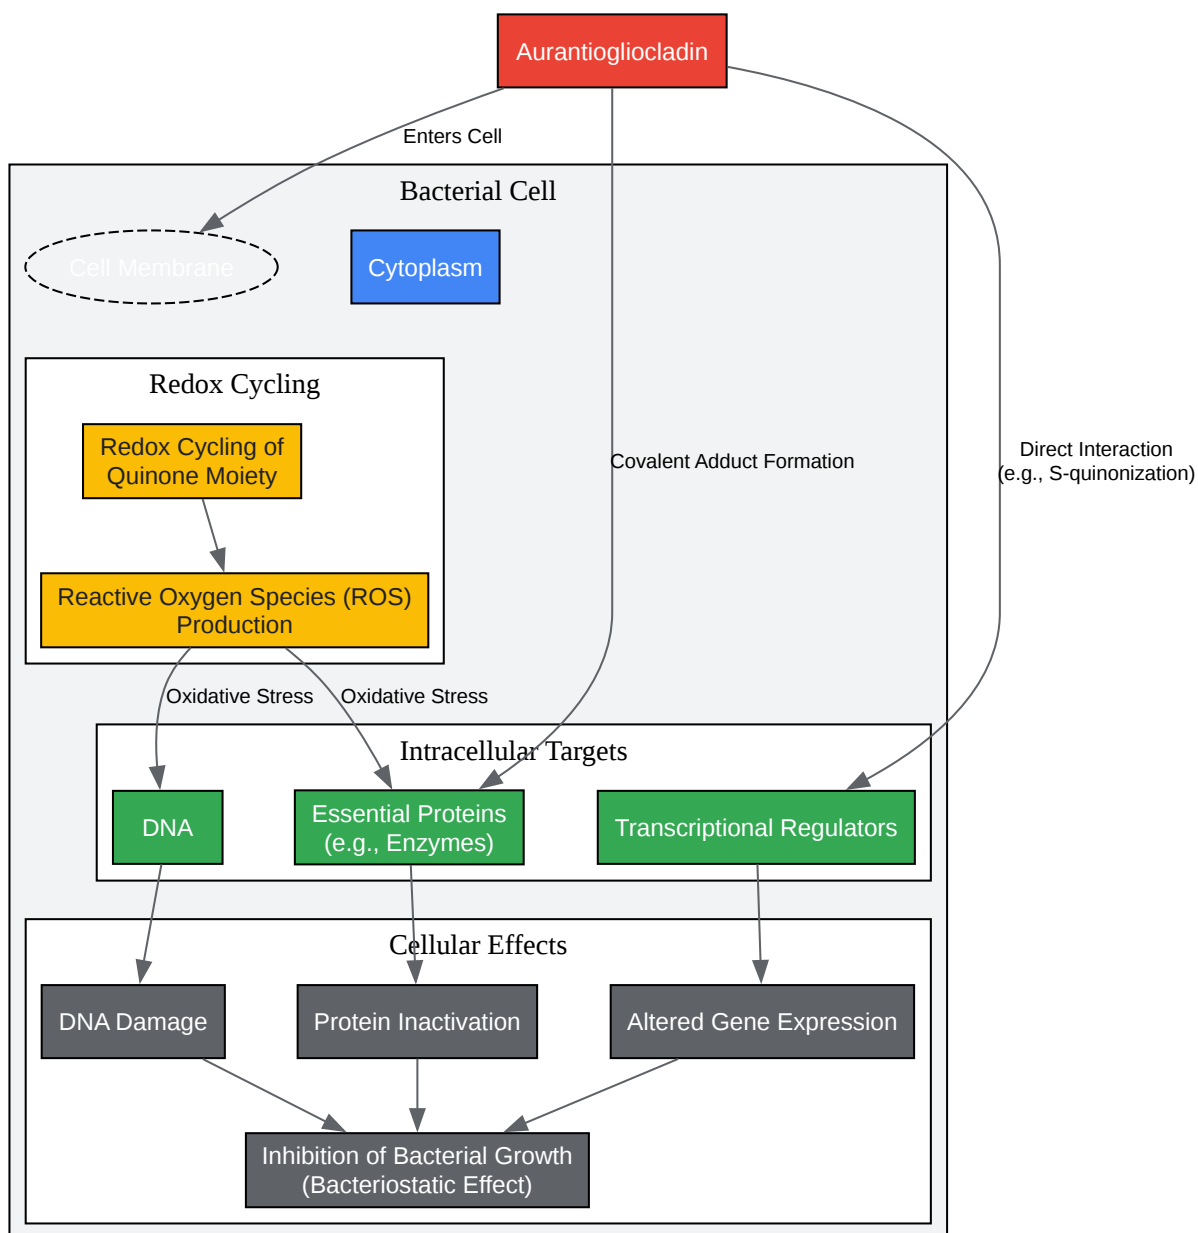 Aurantiogliocladin
Enters Cell
Bacterial Cell
Cell Membrane
Cytoplasm
Redox Cycling
Redox Cycling of
Quinone Moiety
Covalent Adduct Formation
Direct Interaction
(e.g., S-quinonization)
Reactive Oxygen Species (ROS)
Production
Oxidative Stress
Oxidative Stress
Intracellular Targets
DNA
Essential Proteins
(e.g., Enzymes)
Transcriptional Regulators
Cellular Effects
DNA Damage
Protein Inactivation
Altered Gene Expression
Inhibition of Bacterial Growth
(Bacteriostatic Effect)